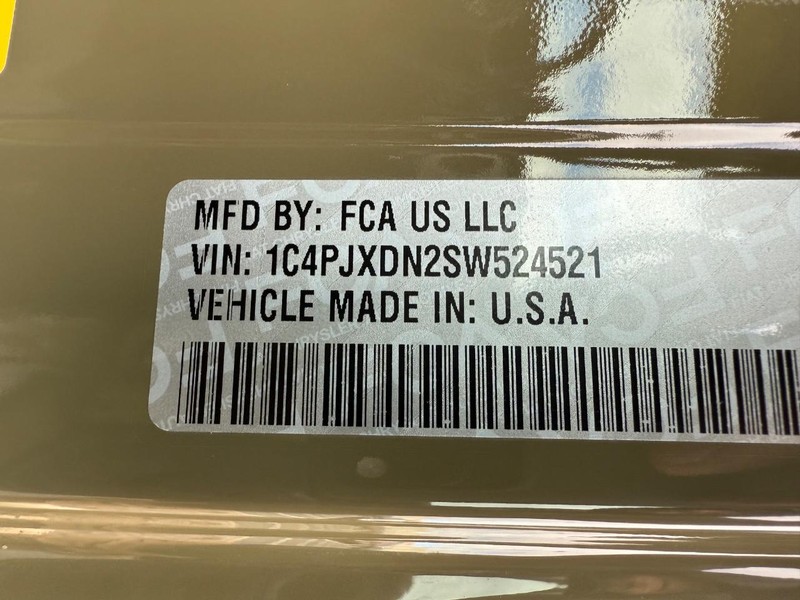 MFD BY: FCA US LLC
VIN: 1C4PJXDN2SW524521
VEHICLE MADE IN: U.S.A.